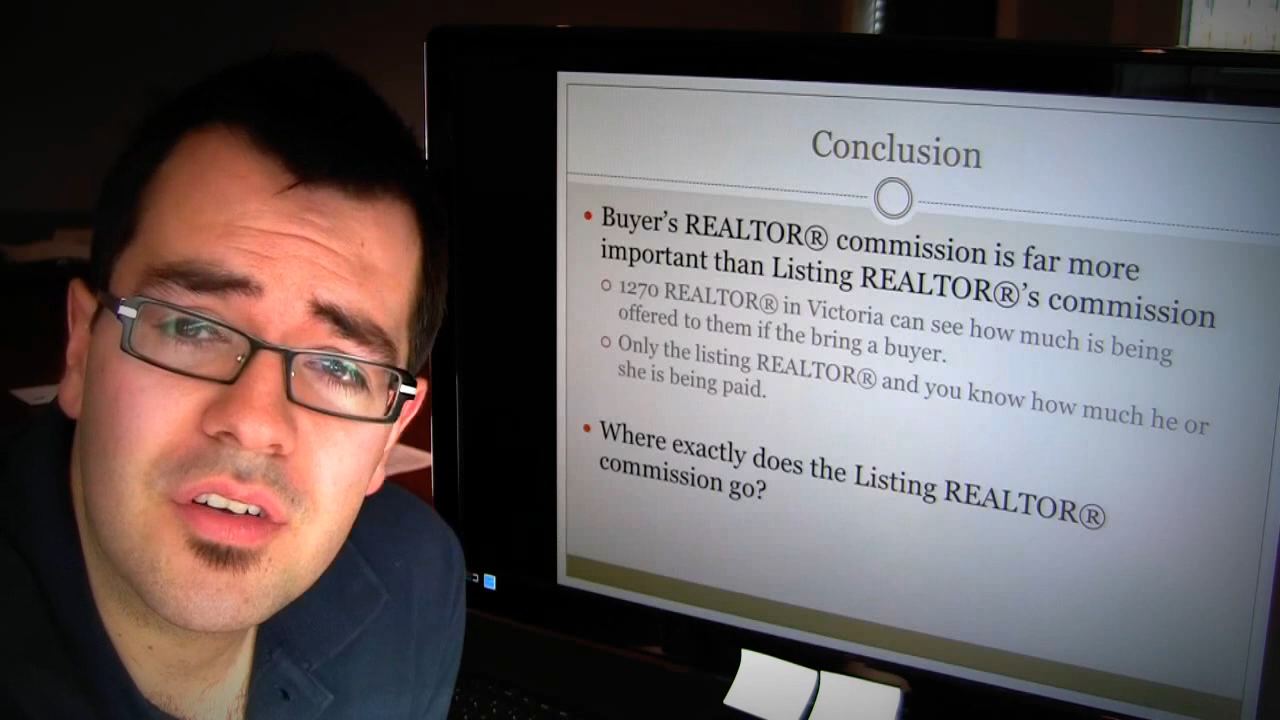 Conclusion
Buyer's REALTOR® commission is far more
important than Listing REALTOR®'s commission
1270 REALTOR® in Victoria can see how much is being
offered to them if the bring a buyer.
Only the listing REALTOR® and you know how much he or
she is being paid.
Where exactly does the Listing REALTOR®
commission go?